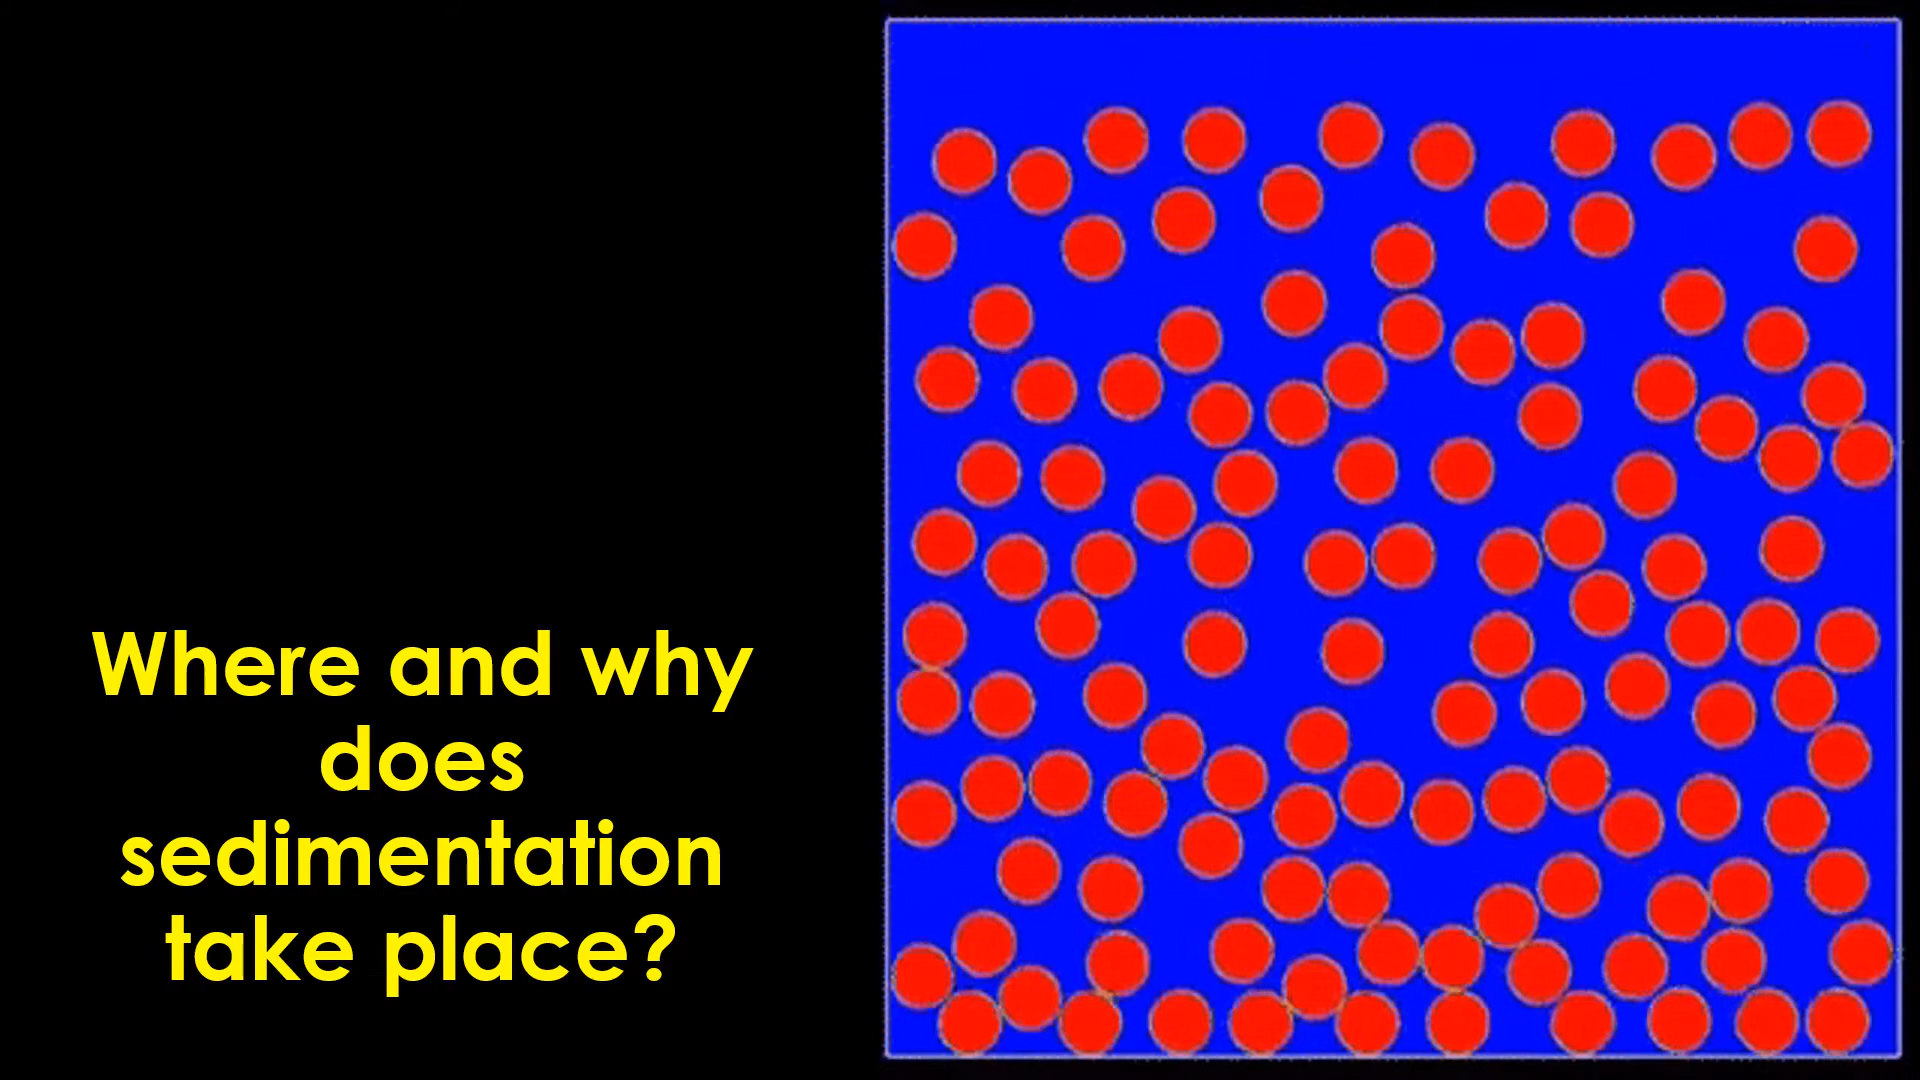 Where and why
does
sedimentation
take place?